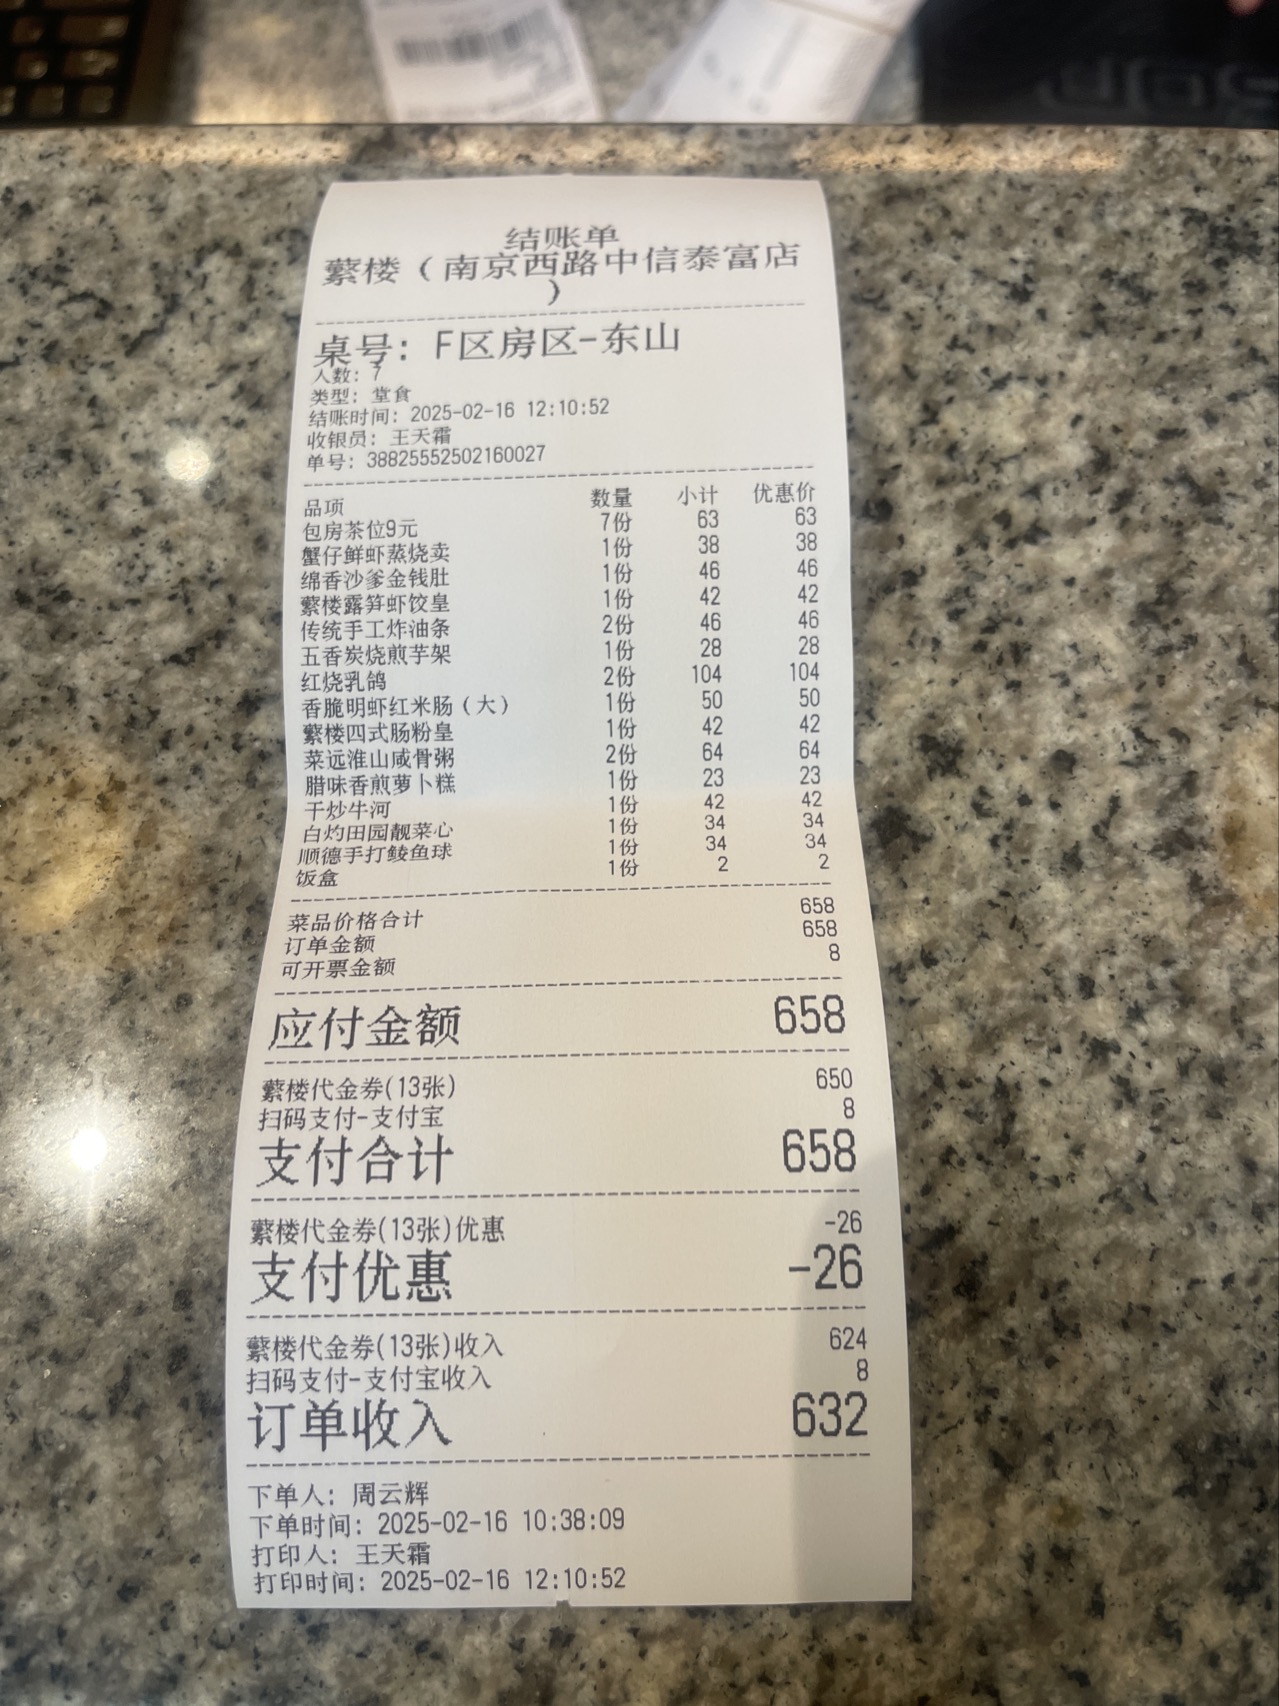 结账单
蘩楼（南京西路中信泰富店
）
桌号：F区房区-东山
人数：7
类型：堂食
结账时间：2025-02-16 12:10:52
收银员：王天霜
单号：38825552502160027
品项 数量 小计 优惠价
包房茶位9元 7份 63 63
蟹仔鲜虾蒸烧卖 1份 38 38
绵香沙爹金钱肚 1份 46 46
蘩楼露笋虾饺皇 1份 42 42
传统手工炸油条 2份 46 46
五香炭烧煎芋架 1份 28 28
红烧乳鸽 2份 104 104
香脆明虾红米肠（大） 1份 50 50
蘩楼四式肠粉皇 1份 42 42
菜远淮山咸骨粥 2份 64 64
腊味香煎萝卜糕 1份 23 23
干炒牛河 1份 42 42
白灼田园靓菜心 1份 34 34
顺德手打鲮鱼球 1份 34 34
饭盒 1份 2 2
菜品价格合计 658
订单金额 658
可开票金额 8
应付金额 658
蘩楼代金券(13张) 650
扫码支付-支付宝 8
支付合计 658
蘩楼代金券(13张)优惠 -26
支付优惠 -26
蘩楼代金券(13张)收入 624
扫码支付-支付宝收入 8
订单收入 632
下单人：周云辉
下单时间：2025-02-16 10:38:09
打印人：王天霜
打印时间：2025-02-16 12:10:52